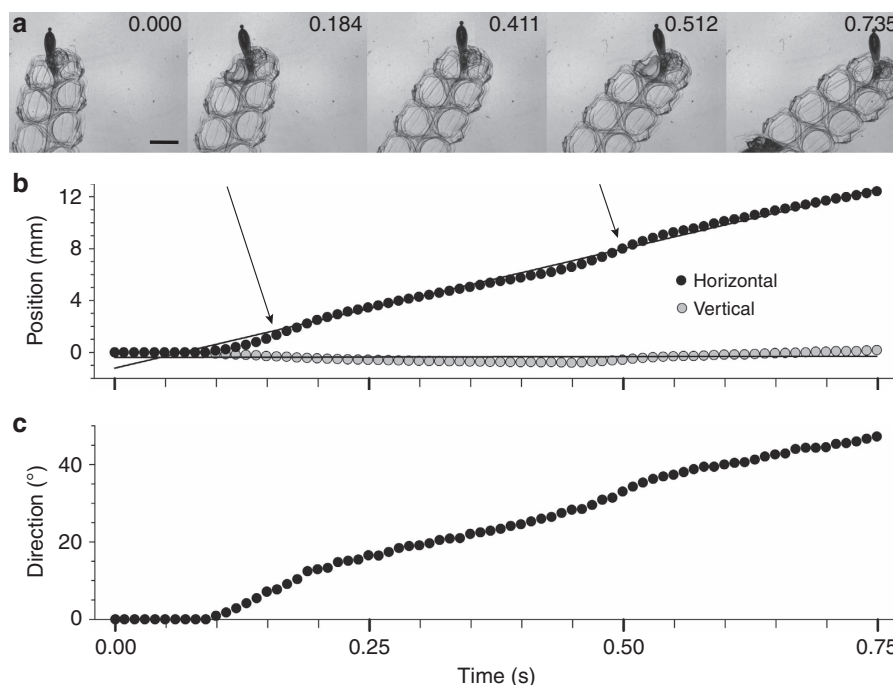 a
0.000
0.184
0.411
0.512
0.735
b
12
8
4
0
Position (mm)
Horizontal
Vertical
c
40
20
0
Direction (°)
0.00
0.25
0.50
0.75
Time (s)